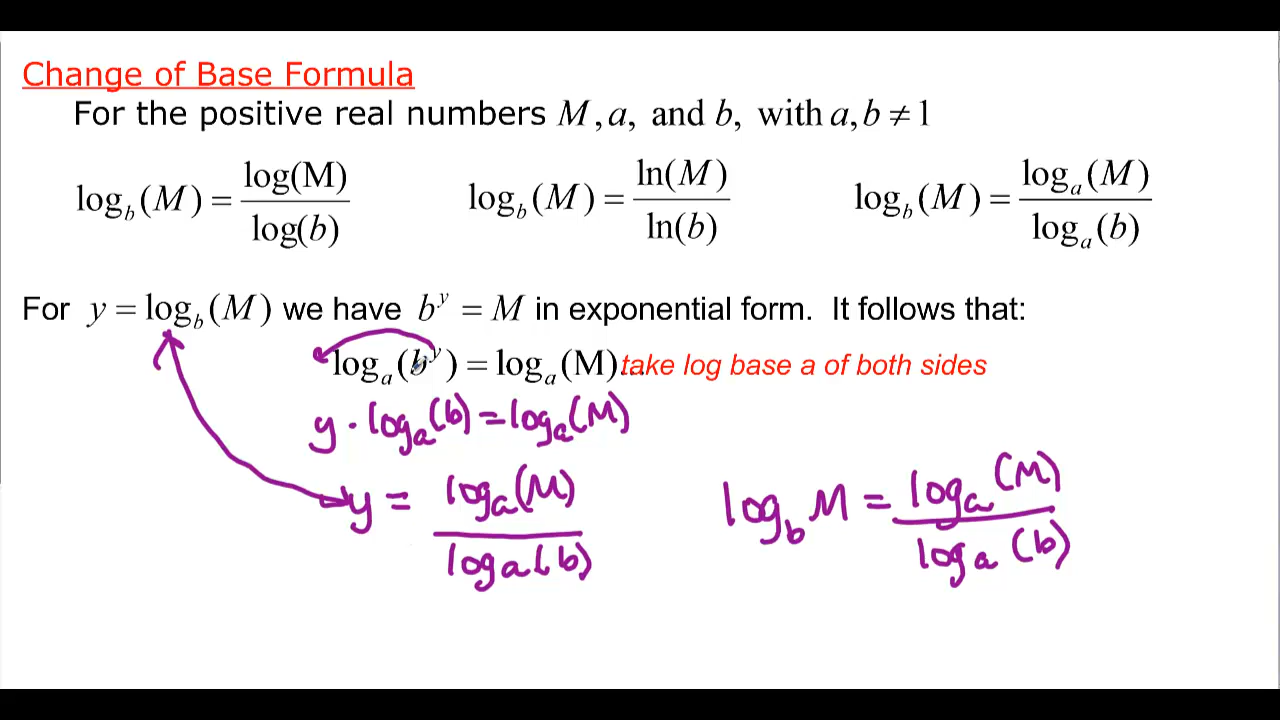 Change of Base Formula
For the positive real numbers M, a, and b, with a, b ≠ 1
log_b(M) = log(M)/log(b)   log_b(M) = ln(M)/ln(b)   log_b(M) = log_a(M)/log_a(b)
For y = log_b(M) we have b^y = M in exponential form. It follows that:
log_a(b^y) = log_a(M)... take log base a of both sides
y · log_a(b) = log_a(M)
y = log_a(M)/log_a(b)   log_b M = log_a(M)/log_a(b)